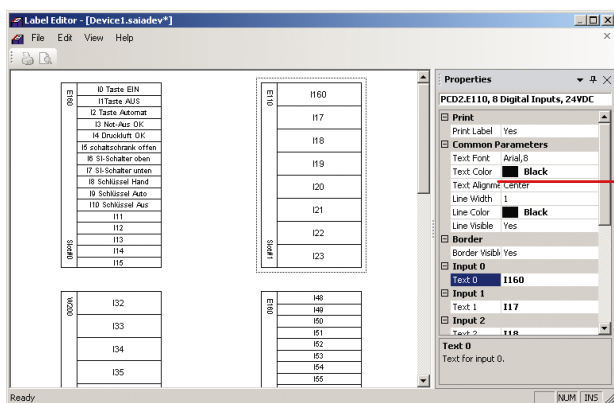 Label Editor - [Device1.saiadev*]
File Edit View Help
E160
I0 Taste EIN
I1Taste AUS
I2 Taste Automat
I3 Not-Aus OK
I4 Druckluft OK
I5 schaltschrank offen
I6 SI-Schalter oben
I7 SI-Schalter unten
I8 Schlüssel Hand
I9 Schlüssel Auto
I10 Schlüssel Aus
I11
I12
I13
I14
I15
Slot#0
E110
I160
I17
I18
I19
I20
I21
I22
I23
Slot#1
W200
I32
I33
I34
I35
E160
I48
I49
I50
I51
I52
I53
I54
I55
Properties
PCD2.E110, 8 Digital Inputs, 24VDC
Print
Print Label Yes
Common Parameters
Text Font Arial,8
Text Color Black
Text Alignme Center
Line Width 1
Line Color Black
Line Visible Yes
Border
Border Visibl Yes
Input 0
Text 0 I160
Input 1
Text 1 I17
Input 2
Text 2 I18
Text 0
Text for input 0.
Ready
NUM INS